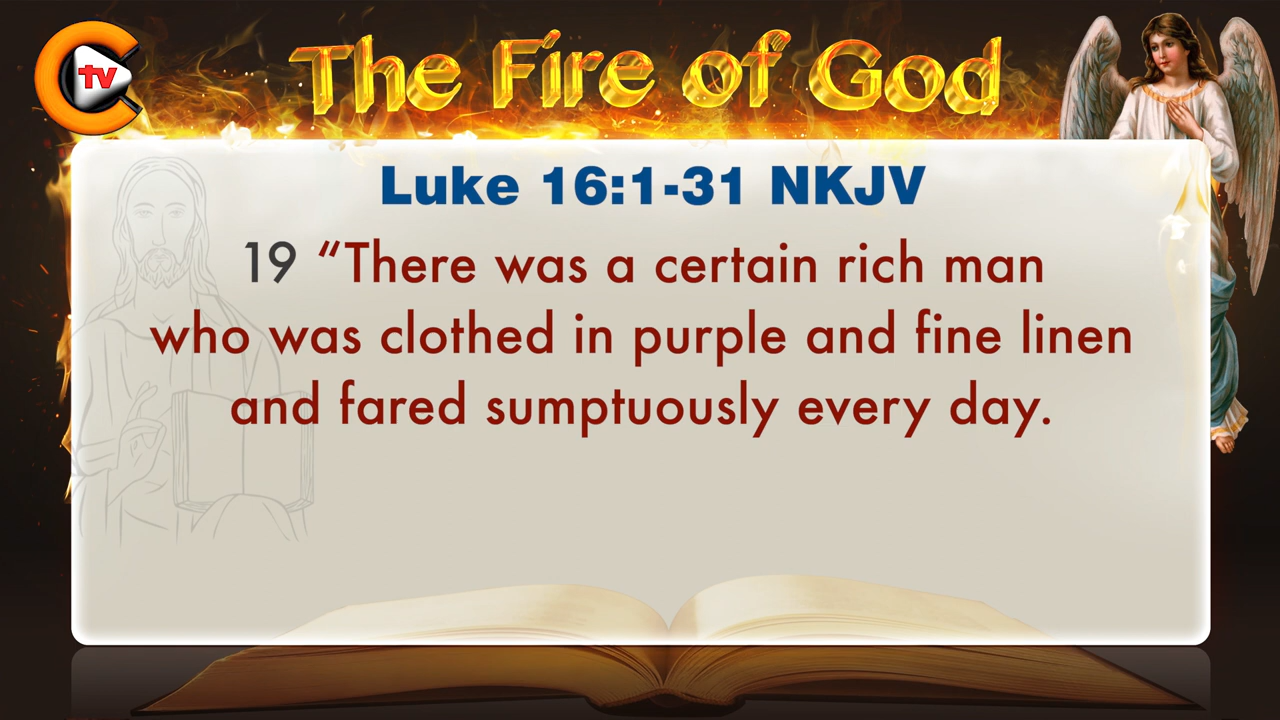 tv
The Fire of God
Luke 16:1-31 NKJV
19 “There was a certain rich man
who was clothed in purple and fine linen
and fared sumptuously every day.